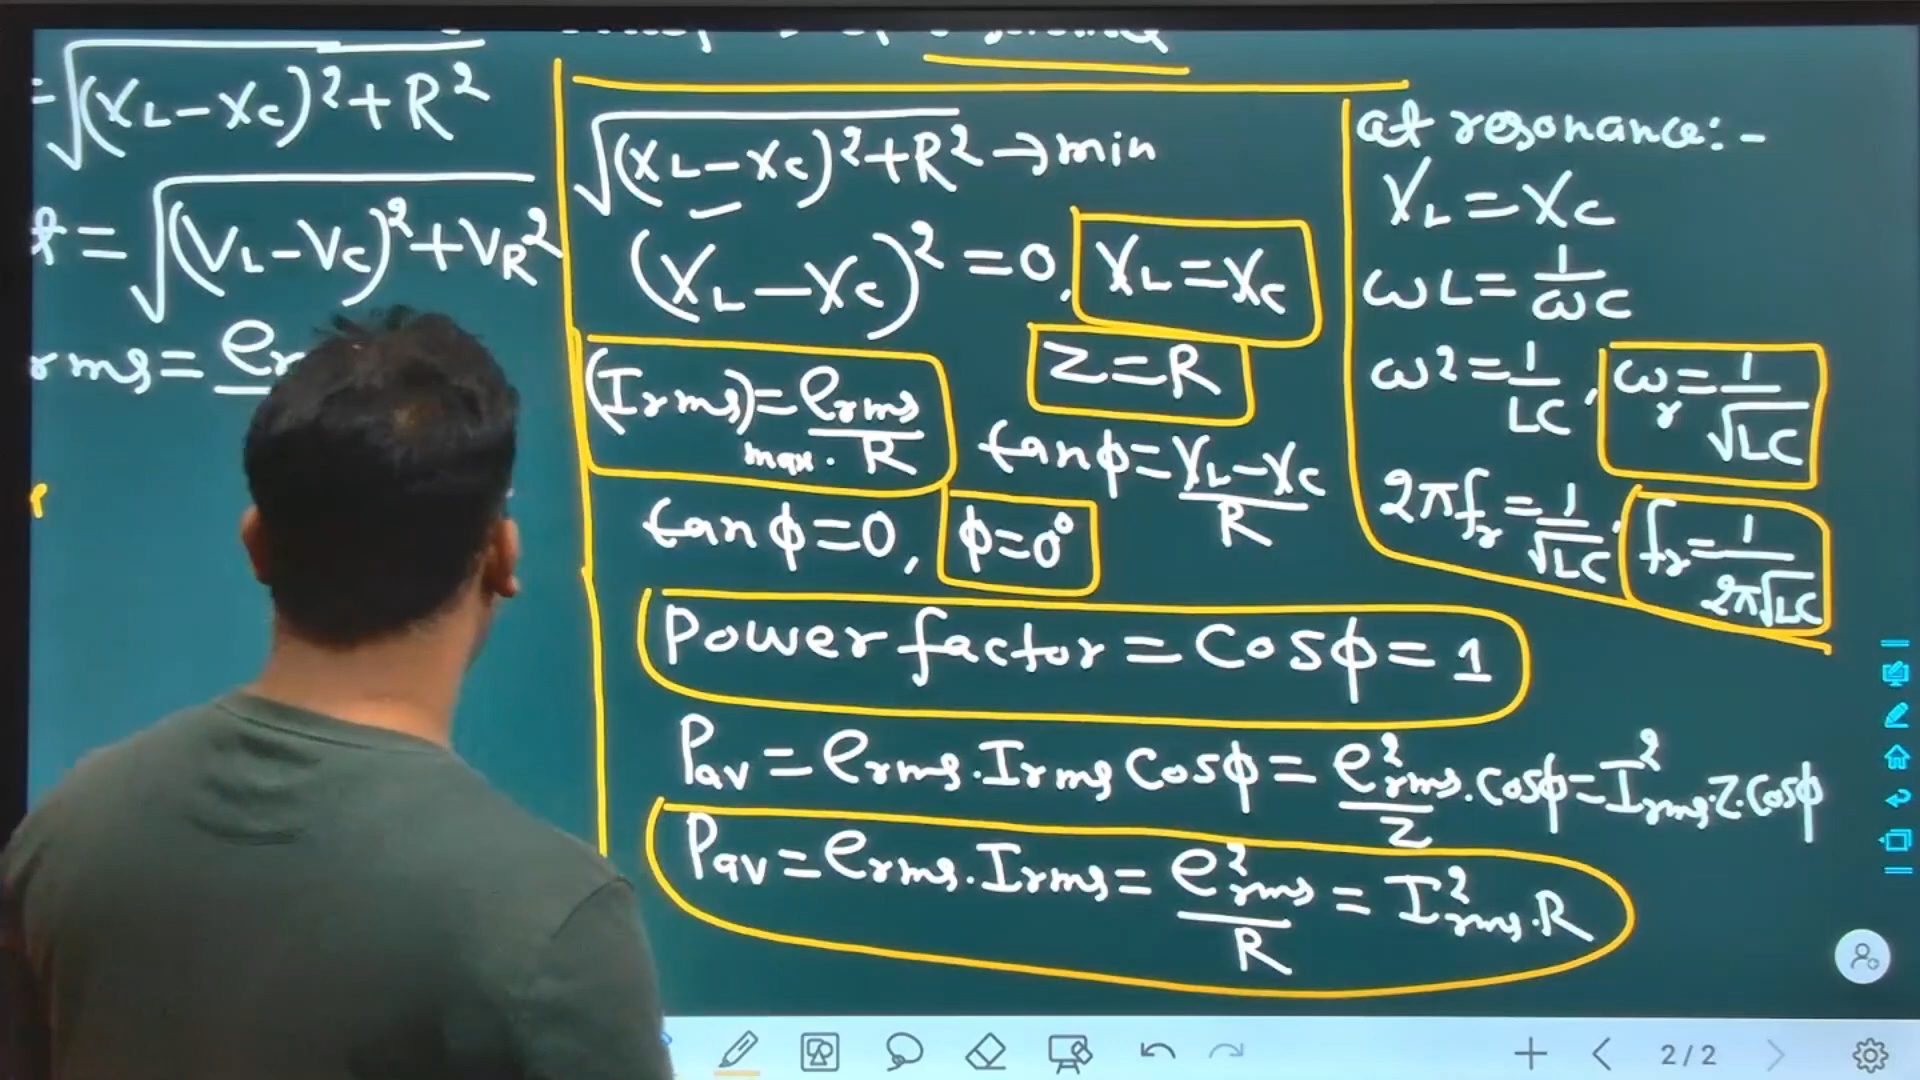 = √(XL-XC)²+R²
= √(VL-VC)²+VR²
rms =
√(XL-XC)²+R² → min
(XL-XC)² = 0, XL = XC
Z = R
(Irms)max. = erms/R
tanϕ = XL-XC/R
tanϕ = 0, ϕ = 0°
Power factor = Cosϕ = 1
Pav = erms.Irms Cosϕ = e²rms/Z.Cosϕ = I²rms.Z.Cosϕ
Pav = erms.Irms = e²rms/R = I²rms.R
at resonance:-
XL = XC
ωL = 1/ωC
ω² = 1/LC, ωr = 1/√LC
2πfr = 1/√LC, fr = 1/2π√LC
2/2